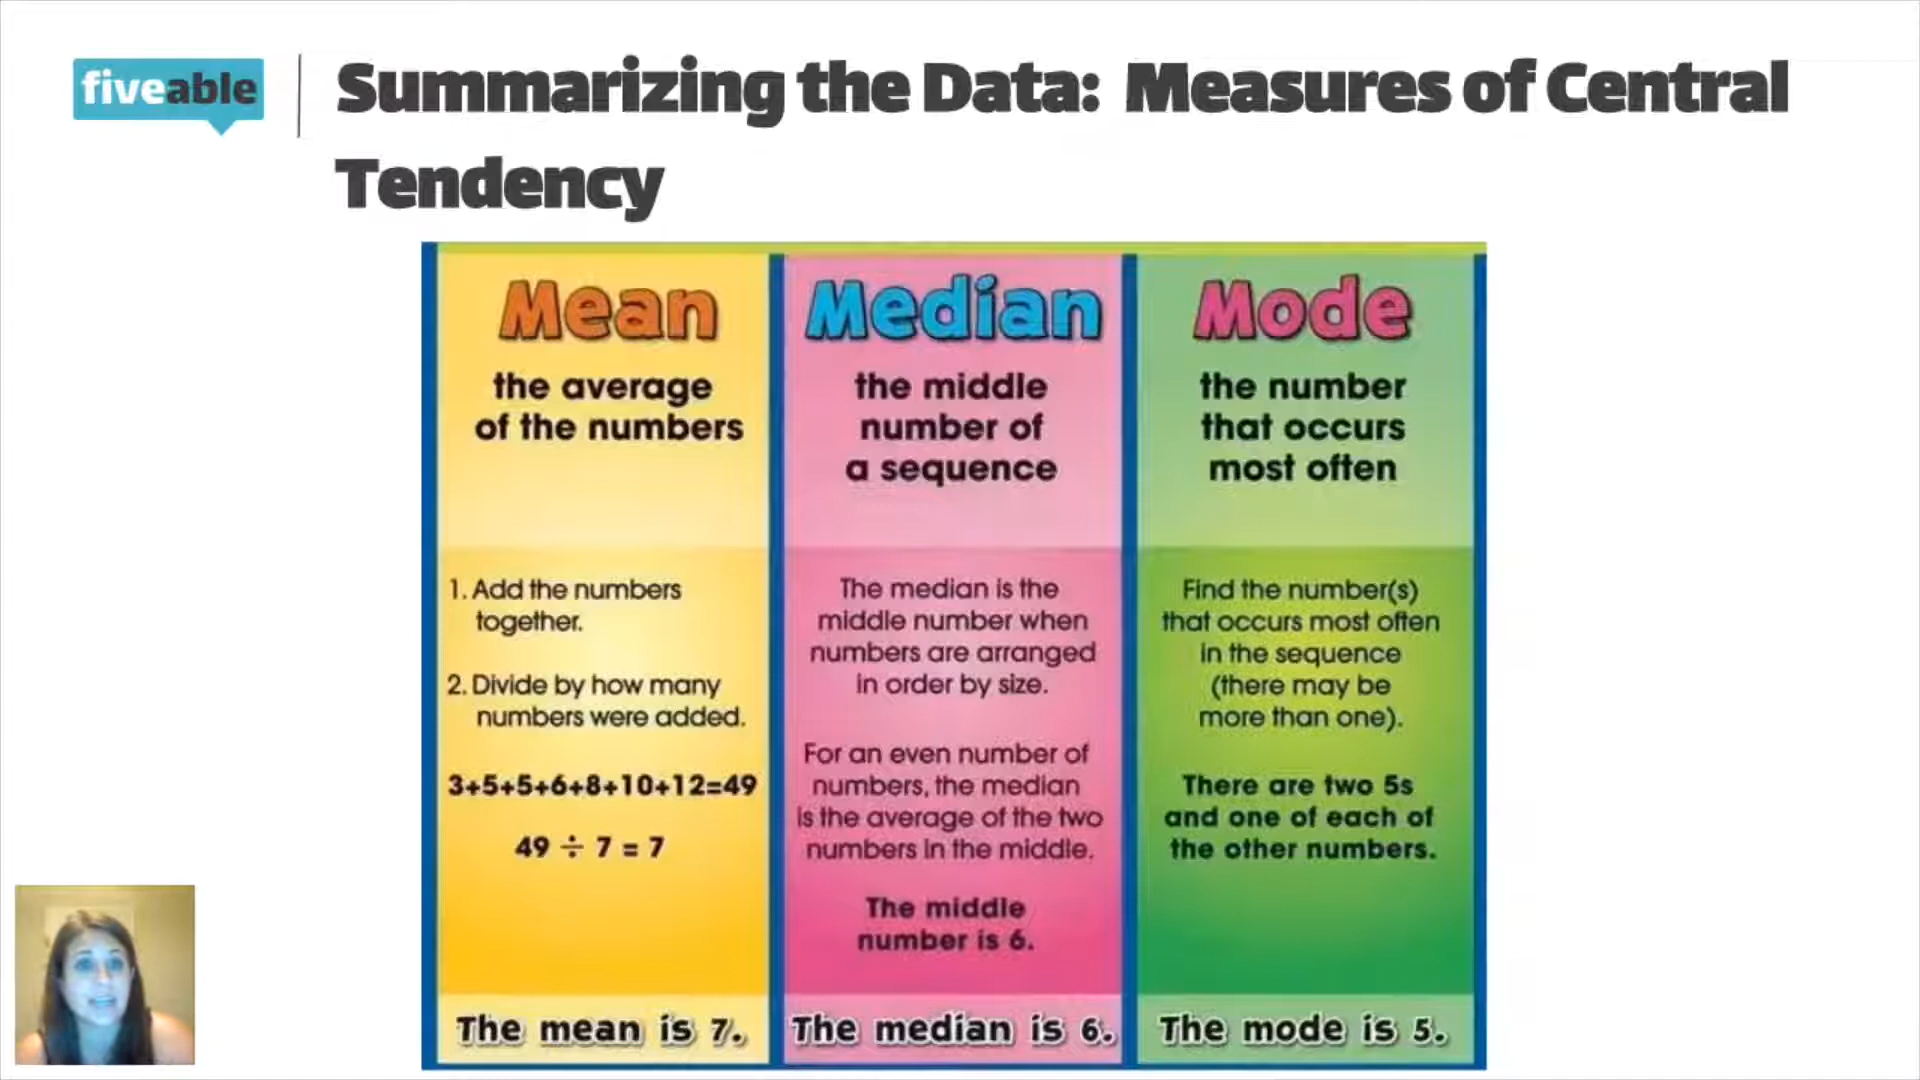 fiveable
Summarizing the Data: Measures of Central
Tendency
Mean
the average
of the numbers
1. Add the numbers
together.
2. Divide by how many
numbers were added.
3+5+5+6+8+10+12=49
49 ÷ 7 = 7
The mean is 7.
Median
the middle
number of
a sequence
The median is the
middle number when
numbers are arranged
in order by size.
For an even number of
numbers, the median
is the average of the two
numbers in the middle.
The middle
number is 6.
The median is 6.
Mode
the number
that occurs
most often
Find the number(s)
that occurs most often
in the sequence
(there may be
more than one).
There are two 5s
and one of each of
the other numbers.
The mode is 5.